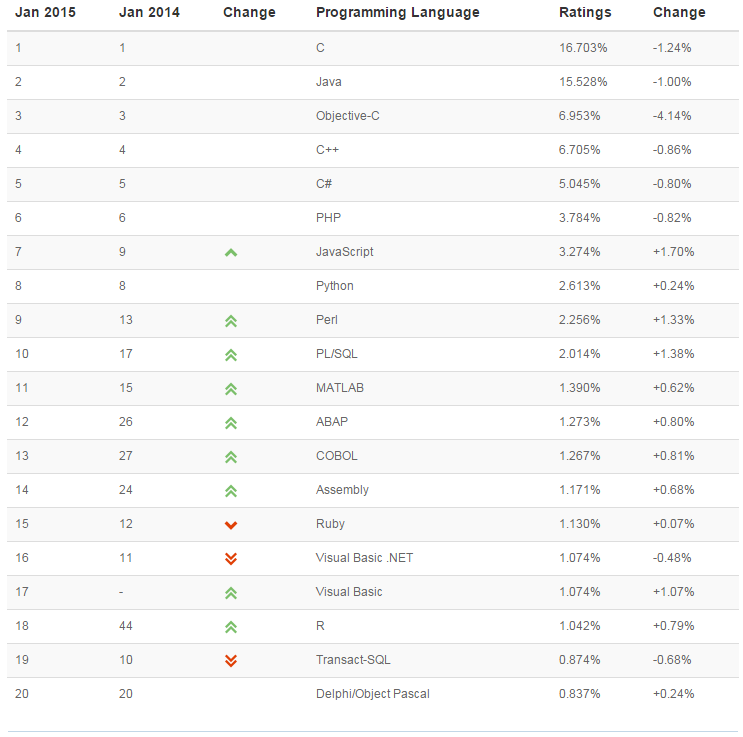 Jan 2015 Jan 2014 Change Programming Language Ratings Change
1 1 C 16.703% -1.24%
2 2 Java 15.528% -1.00%
3 3 Objective-C 6.953% -4.14%
4 4 C++ 6.705% -0.86%
5 5 C# 5.045% -0.80%
6 6 PHP 3.784% -0.82%
7 9 JavaScript 3.274% +1.70%
8 8 Python 2.613% +0.24%
9 13 Perl 2.256% +1.33%
10 17 PL/SQL 2.014% +1.38%
11 15 MATLAB 1.390% +0.62%
12 26 ABAP 1.273% +0.80%
13 27 COBOL 1.267% +0.81%
14 24 Assembly 1.171% +0.68%
15 12 Ruby 1.130% +0.07%
16 11 Visual Basic .NET 1.074% -0.48%
17 - Visual Basic 1.074% +1.07%
18 44 R 1.042% +0.79%
19 10 Transact-SQL 0.874% -0.68%
20 20 Delphi/Object Pascal 0.837% +0.24%